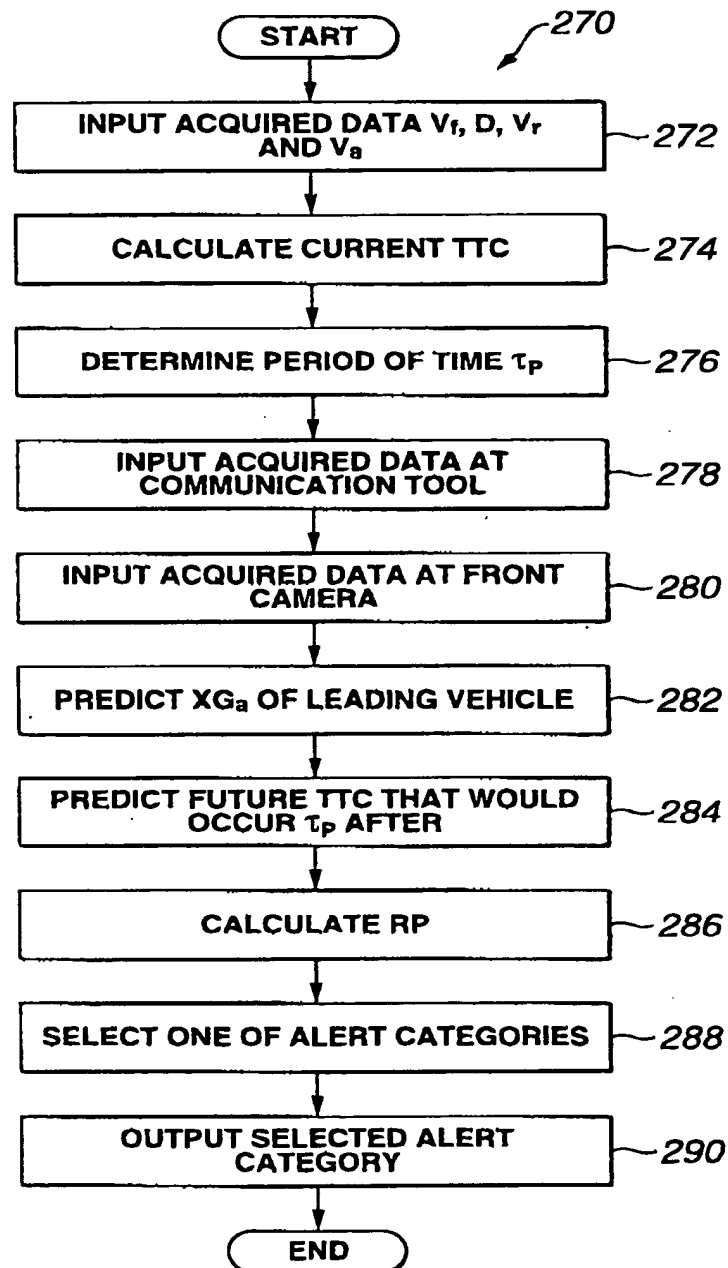 START
270
INPUT ACQUIRED DATA Vf, D, Vr
AND Va
272
CALCULATE CURRENT TTC
274
DETERMINE PERIOD OF TIME τP
276
INPUT ACQUIRED DATA AT
COMMUNICATION TOOL
278
INPUT ACQUIRED DATA AT FRONT
CAMERA
280
PREDICT XGa OF LEADING VEHICLE
282
PREDICT FUTURE TTC THAT WOULD
OCCUR τP AFTER
284
CALCULATE RP
286
SELECT ONE OF ALERT CATEGORIES
288
OUTPUT SELECTED ALERT
CATEGORY
290
END